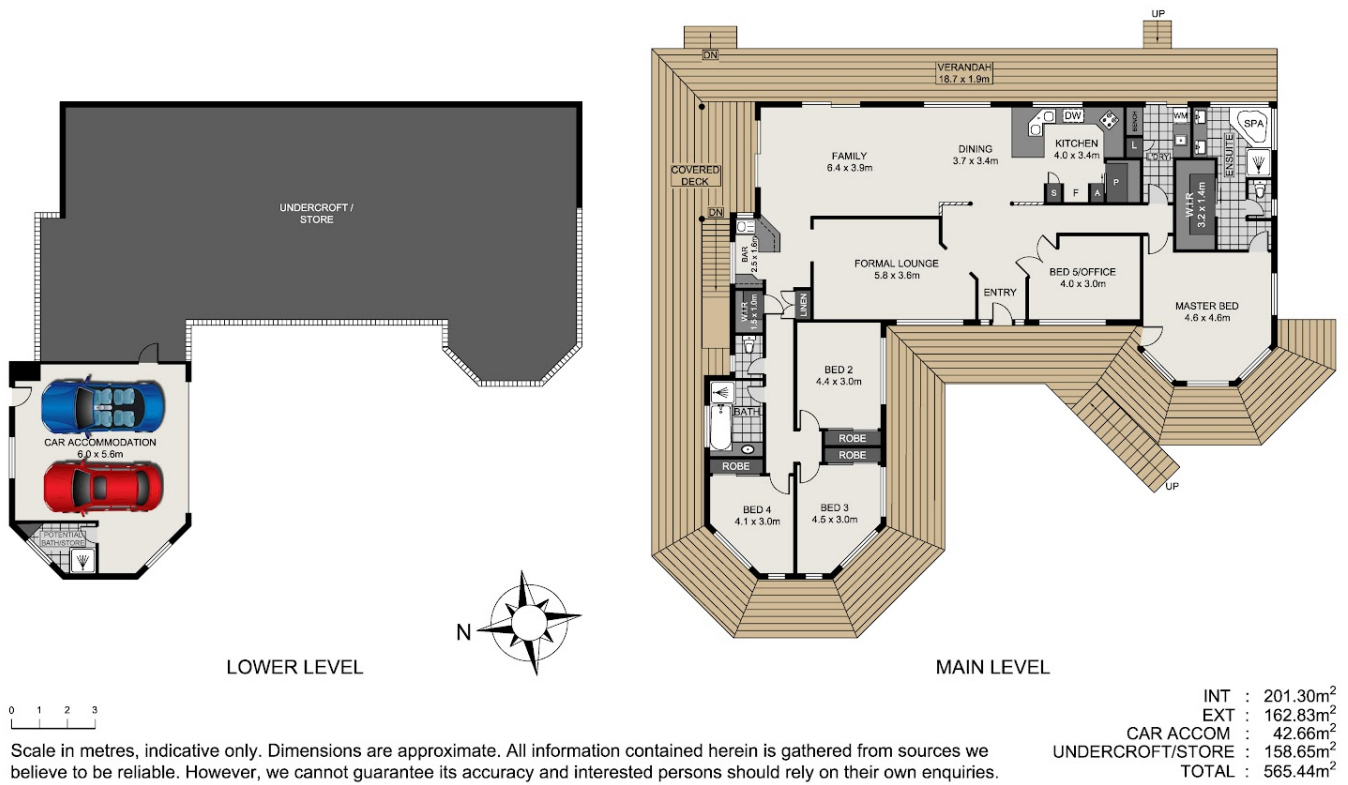 UNDERCROFT /
STORE
CAR ACCOMMODATION
6.0 x 5.6m
POTENTIAL
BATH/STORE
LOWER LEVEL
N
UP
DN
VERANDAH
18.7 x 1.9m
COVERED
DECK
DN
FAMILY
6.4 x 3.9m
DINING
3.7 x 3.4m
DW
KITCHEN
4.0 x 3.4m
S
F
A
P
BENCH
L
L'DRY
WM
ENSUITE
SPA
W.I.R
3.2 x 1.4m
BAR
2.5 x 1.6m
FORMAL LOUNGE
5.8 x 3.6m
ENTRY
BED 5/OFFICE
4.0 x 3.0m
MASTER BED
4.6 x 4.6m
W.I.R
1.5 x 1.0m
LINEN
BED 2
4.4 x 3.0m
BATH
ROBE
ROBE
ROBE
BED 4
4.1 x 3.0m
BED 3
4.5 x 3.0m
UP
MAIN LEVEL
0 1 2 3
Scale in metres, indicative only. Dimensions are approximate. All information contained herein is gathered from sources we
believe to be reliable. However, we cannot guarantee its accuracy and interested persons should rely on their own enquiries.
INT : 201.30m²
EXT : 162.83m²
CAR ACCOM : 42.66m²
UNDERCROFT/STORE : 158.65m²
TOTAL : 565.44m²